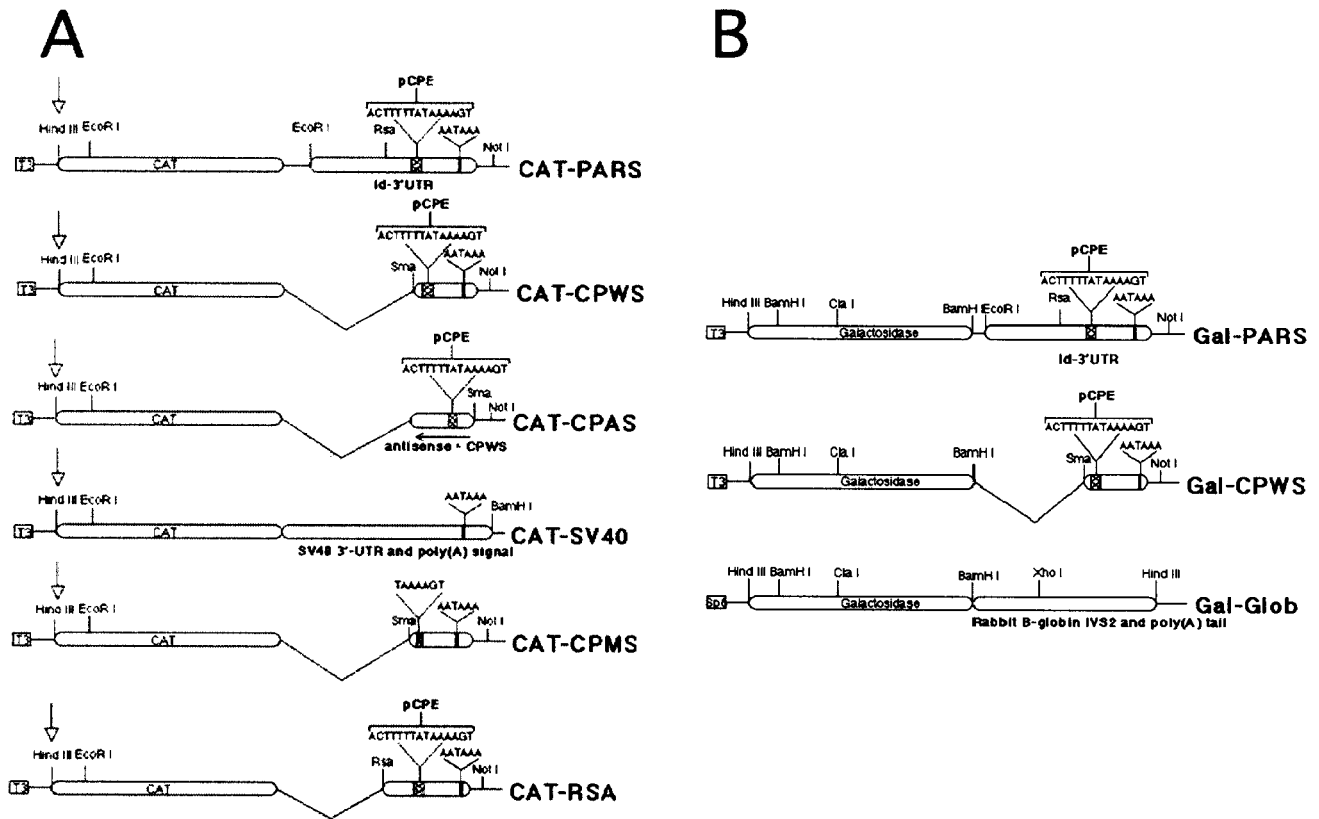 A
pCPE
ACTTTTTATAAAAGT
Hind III EcoR I EcoR I Rsa AATAAA Not I
T3 CAT CAT-PARS
Id-3'UTR
pCPE
ACTTTTTATAAAAGT
Hind III EcoR I Sma AATAAA Not I
T3 CAT CAT-CPWS
pCPE
ACTTTTTATAAAAGT
Hind III EcoR I Sma Not I
T3 CAT CAT-CPAS
antisense - CPWS
Hind III EcoR I AATAAA BamH I
T3 CAT CAT-SV40
SV40 3'-UTR and poly(A) signal
TAAAAGT
Hind III EcoR I Sma AATAAA Not I
T3 CAT CAT-CPMS
pCPE
ACTTTTTATAAAAGT
Hind III EcoR I Rsa AATAAA Not I
T3 CAT CAT-RSA
B
pCPE
ACTTTTTATAAAAGT
Hind III BamH I Cla I BamH I EcoR I Rsa AATAAA Not I
T3 Galactosidase Gal-PARS
Id-3'UTR
pCPE
ACTTTTTATAAAAGT
Hind III BamH I Cla I BamH I Sma AATAAA Not I
T3 Galactosidase Gal-CPWS
Hind III BamH I Cla I BamH I Xho I Hind III
Sp6 Galactosidase Gal-Glob
Rabbit B-globin IVS2 and poly(A) tail